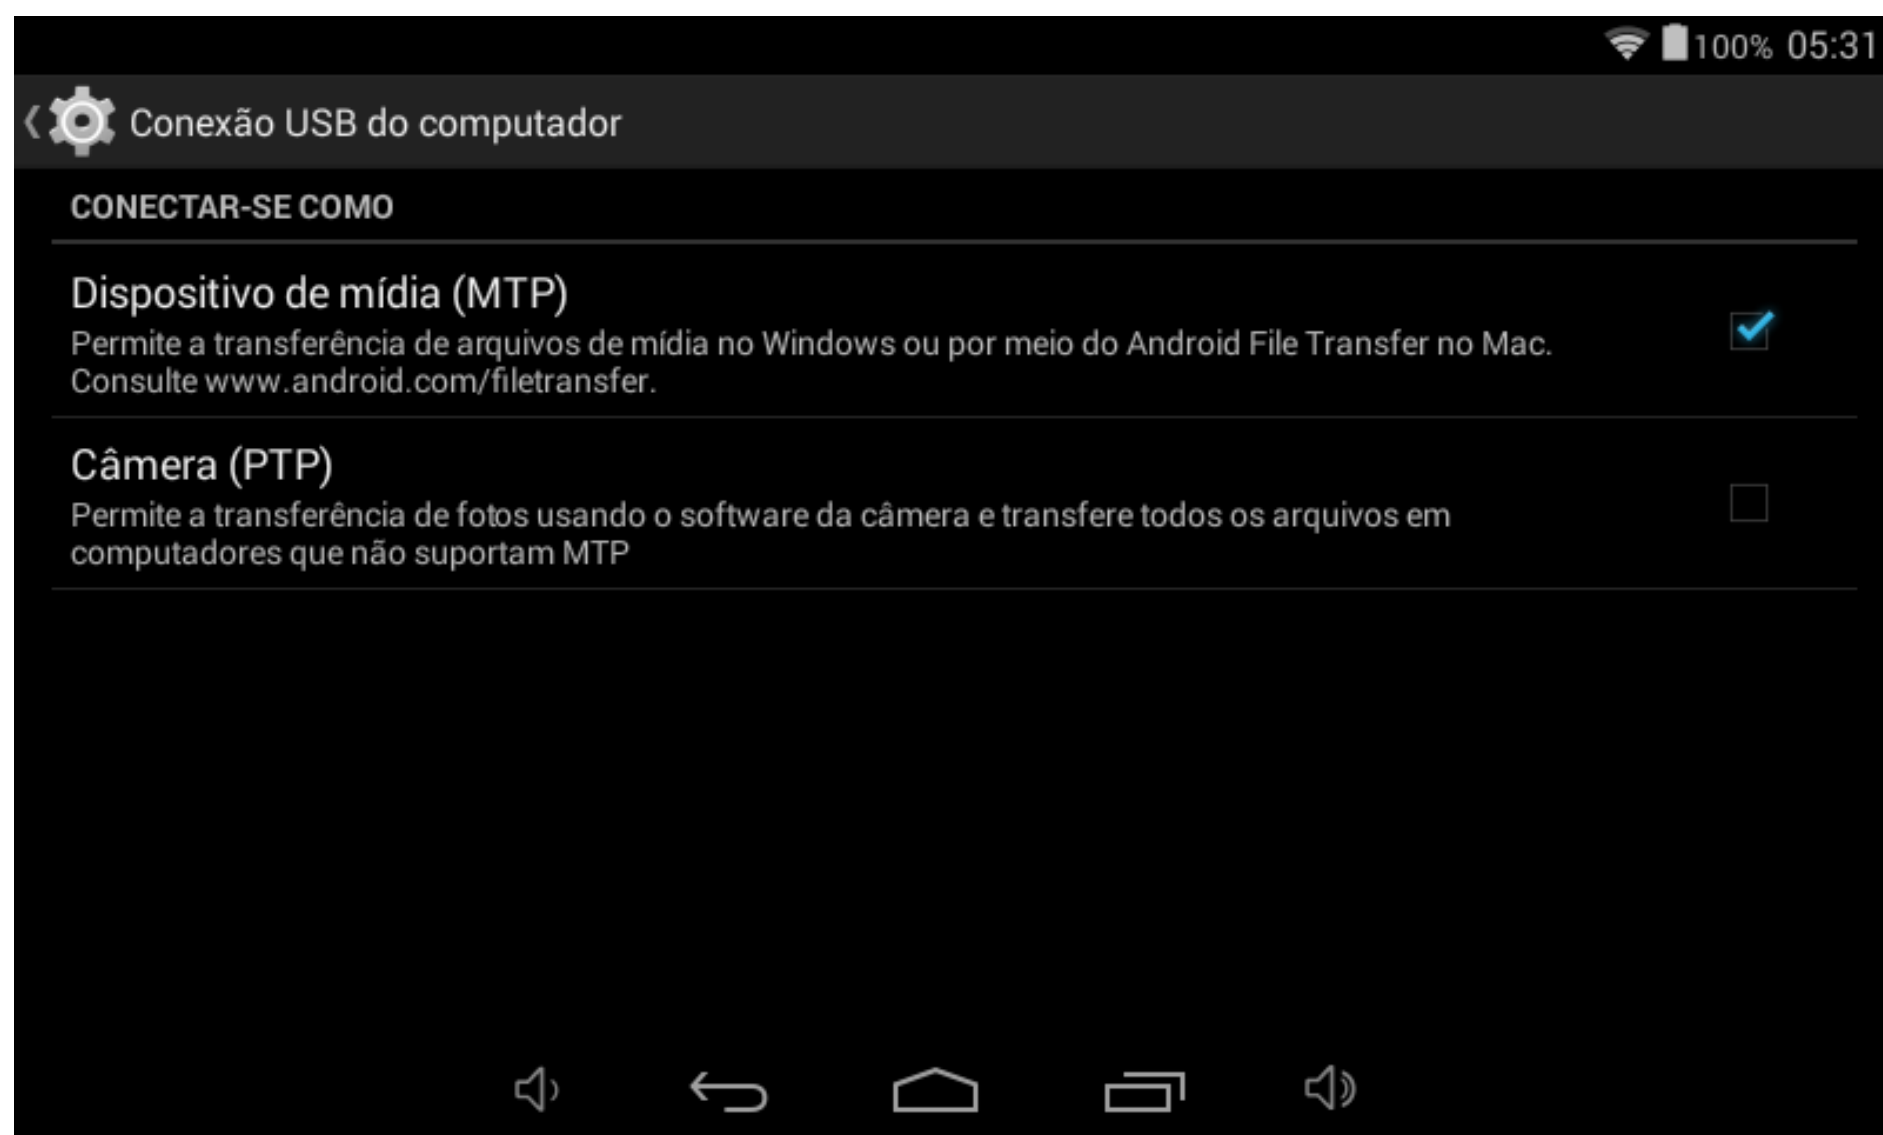 100% 05:31
Conexão USB do computador
CONECTAR-SE COMO
Dispositivo de mídia (MTP)
Permite a transferência de arquivos de mídia no Windows ou por meio do Android File Transfer no Mac.
Consulte www.android.com/filetransfer.
Câmera (PTP)
Permite a transferência de fotos usando o software da câmera e transfere todos os arquivos em
computadores que não suportam MTP